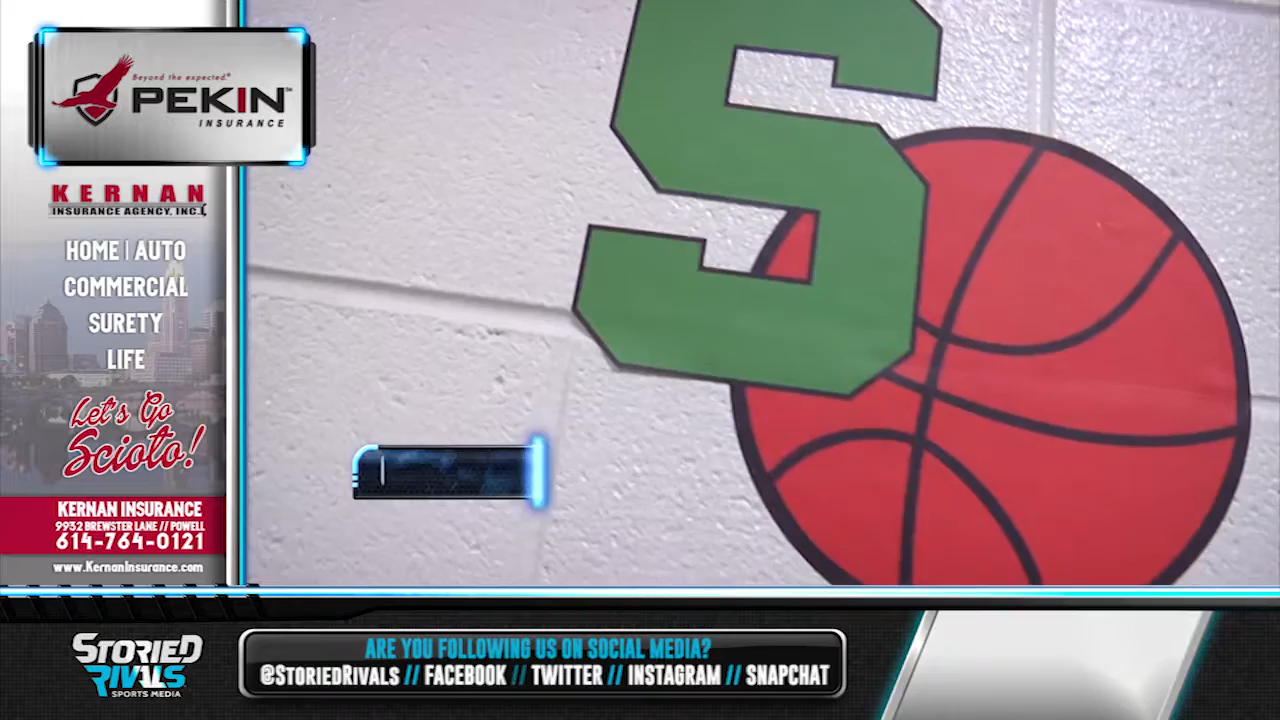 Beyond the expected.®
PEKIN™
INSURANCE
KERNAN
INSURANCE AGENCY, INC.
HOME | AUTO
COMMERCIAL
SURETY
LIFE
Let's Go
Scioto!
KERNAN INSURANCE
9932 BREWSTER LANE // POWELL
614-764-0121
www.KernanInsurance.com
S
STORIED
RIVALS
SPORTS MEDIA
ARE YOU FOLLOWING US ON SOCIAL MEDIA?
@STORIEDRIVALS // FACEBOOK // TWITTER // INSTAGRAM // SNAPCHAT